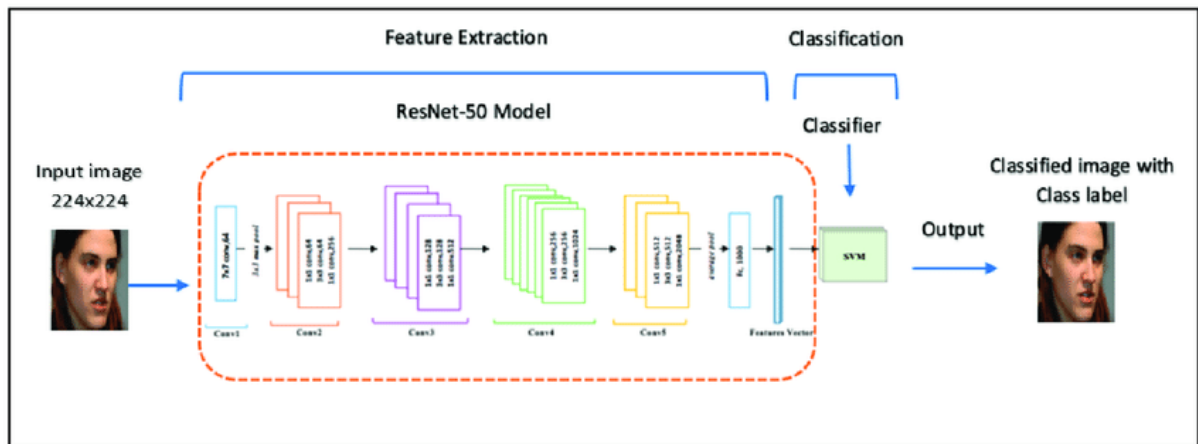 Feature Extraction
Classification
ResNet-50 Model
Classifier
Input image
224x224
Classified image with
Class label
Output
7x7 conv,64
3x3 max pool
1x1 conv,64
3x3 conv,64
1x1 conv,256
1x1 conv,128
3x3 conv,128
1x1 conv,512
1x1 conv,256
3x3 conv,256
1x1 conv,1024
1x1 conv,512
3x3 conv,512
1x1 conv,2048
average pool
fc, 1000
SVM
Conv1
Conv2
Conv3
Conv4
Conv5
Features Vector